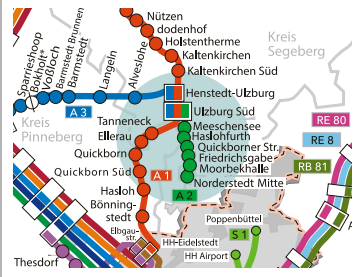 Nützen
dodenhof
Holstentherme
Kaltenkirchen
Kaltenkirchen Süd
Henstedt-Ulzburg
Ulzburg Süd
Meeschensee
Haslohfurth
Quickborner Str.
Friedrichsgabe
Moorbekhalle
Norderstedt Mitte
Kreis
Segeberg
Sparrieshoop
Bokholt*
Voßloch
Barmstedt Brunnen
Barmstedt
Langeln
Alveslohe
A 3
Kreis
Pinneberg
Tanneneck
Ellerau
Quickborn
Quickborn Süd
Hasloh
Bönning-
stedt
A 1
A 2
Elbgau-
str.
Thesdorf
HH-Eidelstedt
HH Airport
Poppenbüttel
S 1
RE 80
RE 8
RB 81